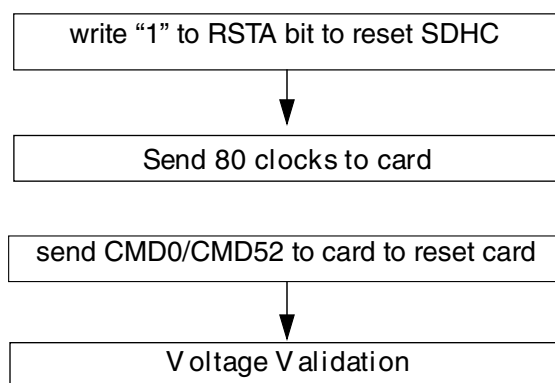 write “1” to RSTA bit to reset SDHC
Send 80 clocks to card
send CMD0/CMD52 to card to reset card
Voltage Validation